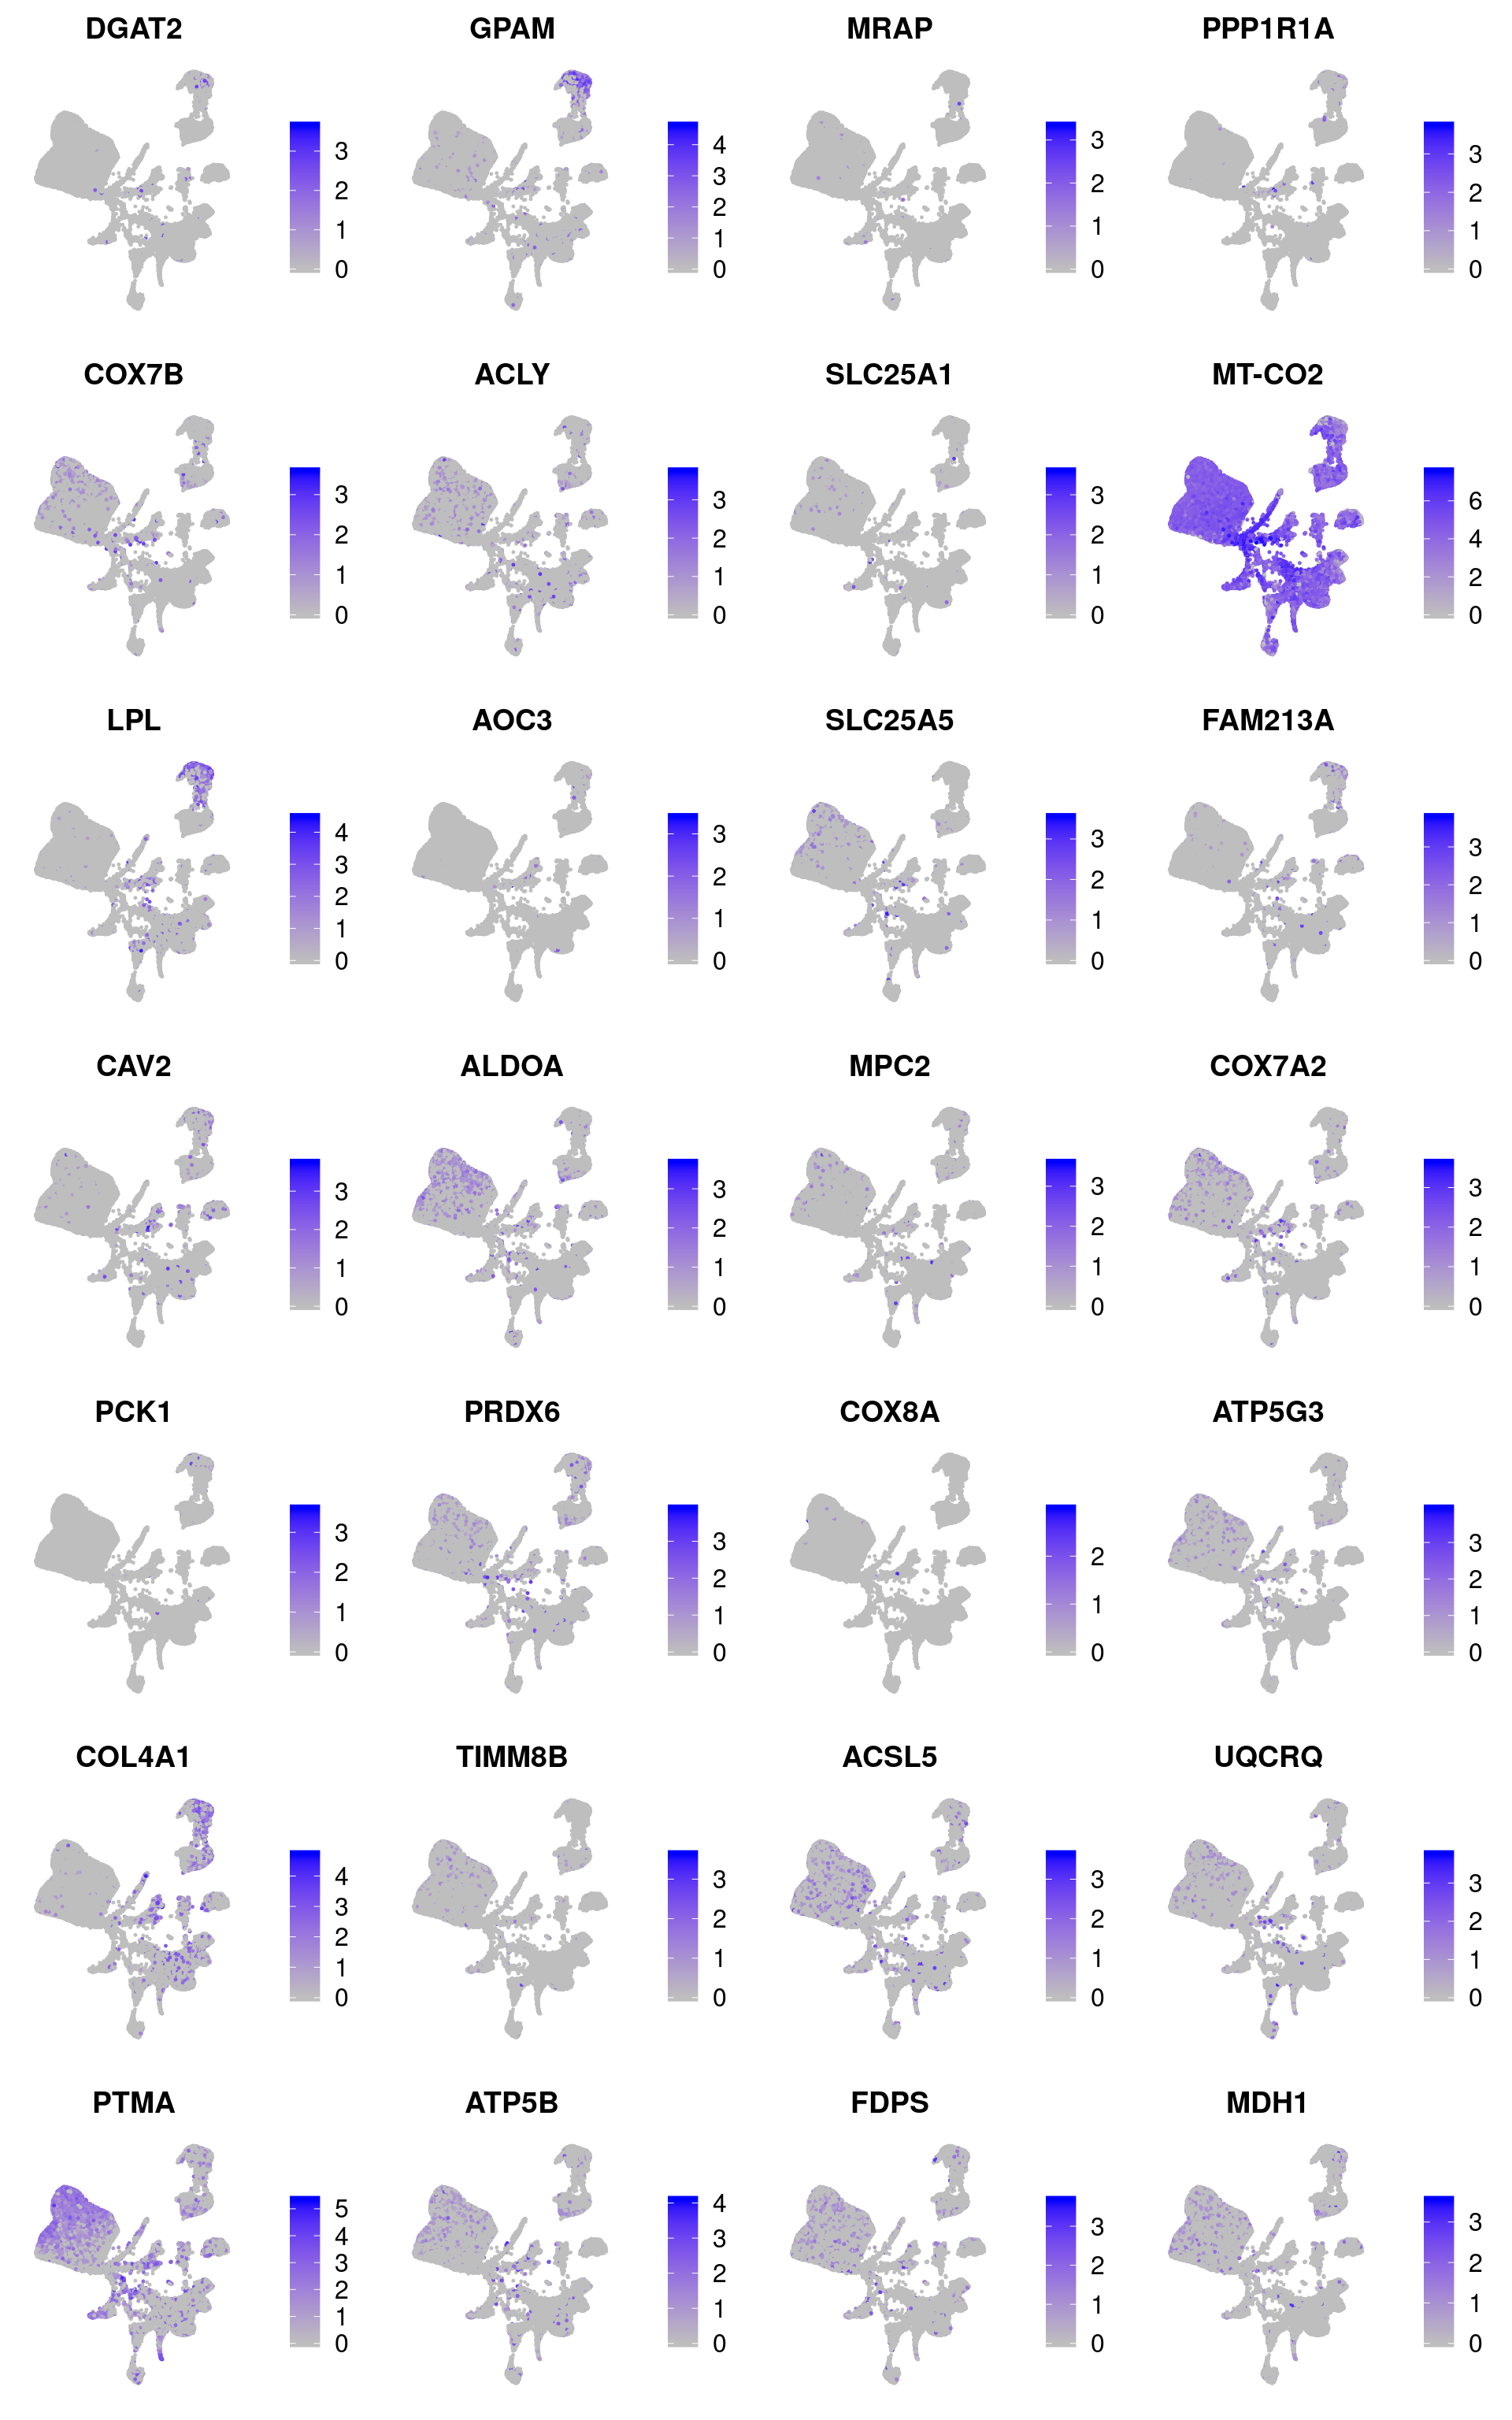 DGAT2 GPAM MRAP PPP1R1A
3 2 1 0 4 3 2 1 0 3 2 1 0 3 2 1 0
COX7B ACLY SLC25A1 MT-CO2
3 2 1 0 3 2 1 0 3 2 1 0 6 4 2 0
LPL AOC3 SLC25A5 FAM213A
4 3 2 1 0 3 2 1 0 3 2 1 0 3 2 1 0
CAV2 ALDOA MPC2 COX7A2
3 2 1 0 3 2 1 0 3 2 1 0 3 2 1 0
PCK1 PRDX6 COX8A ATP5G3
3 2 1 0 3 2 1 0 2 1 0 3 2 1 0
COL4A1 TIMM8B ACSL5 UQCRQ
4 3 2 1 0 3 2 1 0 3 2 1 0 3 2 1 0
PTMA ATP5B FDPS MDH1
5 4 3 2 1 0 4 3 2 1 0 3 2 1 0 3 2 1 0